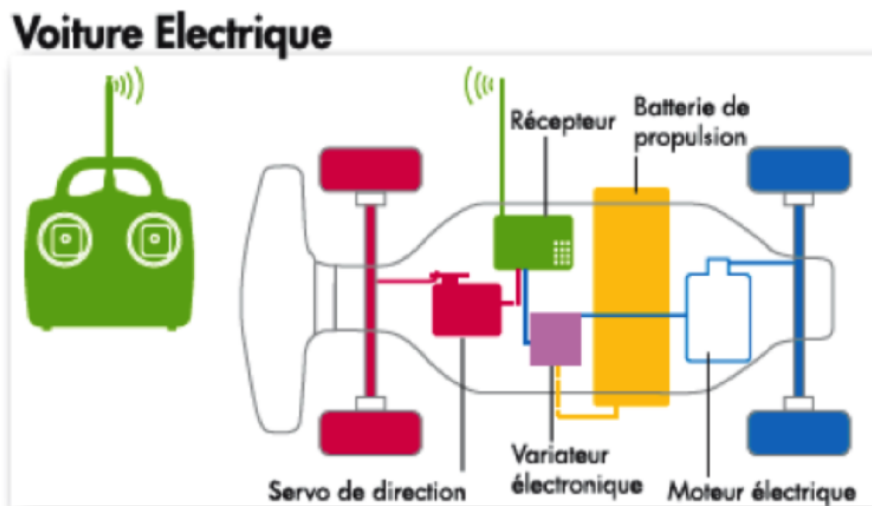 Voiture Electrique
Récepteur
Batterie de
propulsion
Servo de direction
Variateur
électronique
Moteur électrique